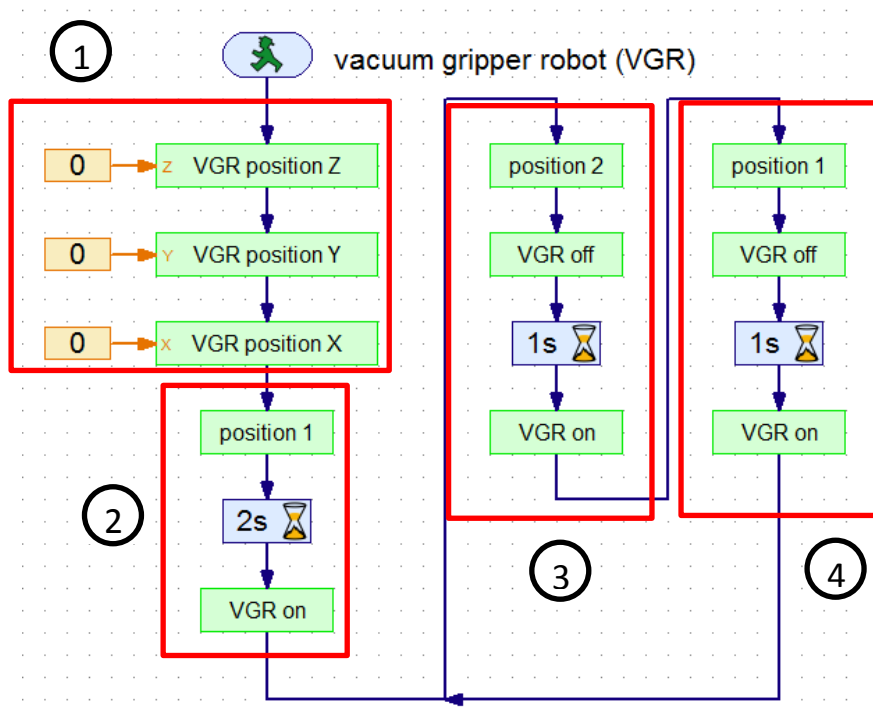 1
vacuum gripper robot (VGR)
0
Z
VGR position Z
0
Y
VGR position Y
0
X
VGR position X
2
position 1
2s
VGR on
position 2
VGR off
1s
VGR on
3
position 1
VGR off
1s
VGR on
4